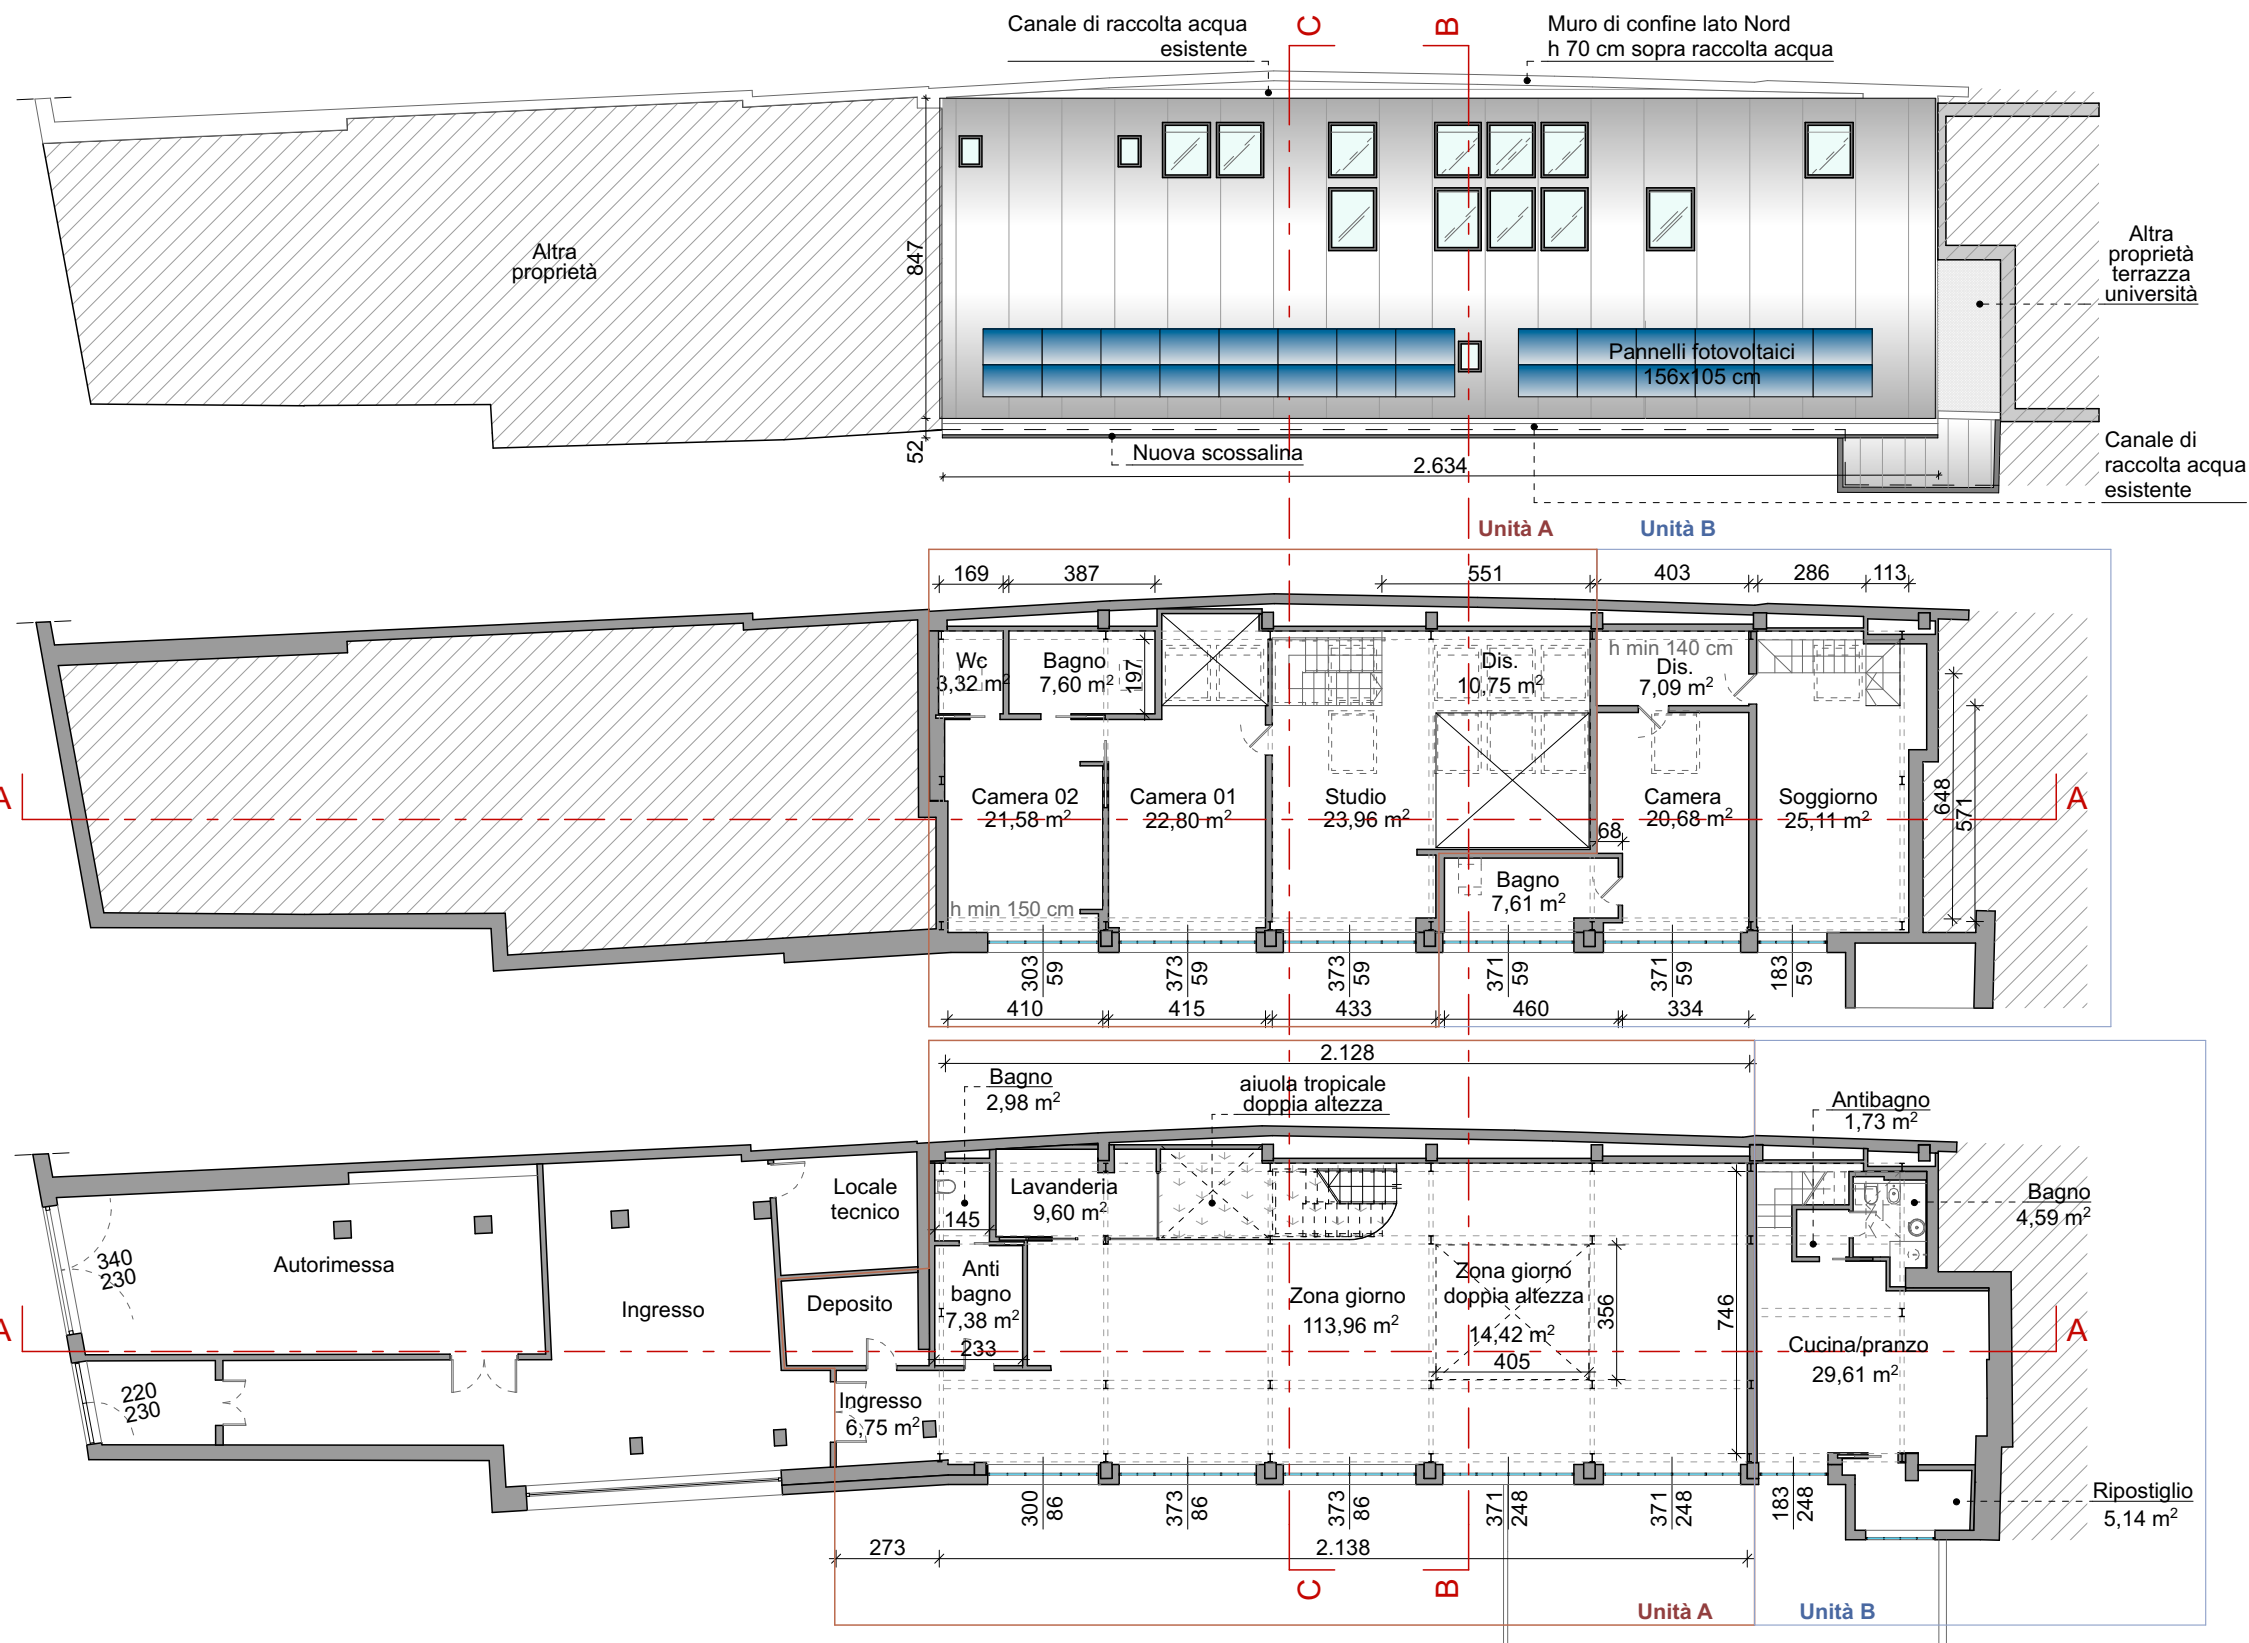 Canale di raccolta acqua
esistente
C
B
Muro di confine lato Nord
h 70 cm sopra raccolta acqua
Altra
proprietà
847
52
Altra
proprietà
terrazza
università
Pannelli fotovoltaici
156x105 cm
Nuova scossalina
2.634
Canale di
raccolta acqua
esistente
Unità A
Unità B
169
387
551
403
286
113
Wc
3,32 m²
Bagno
7,60 m²
197
Dis.
10,75 m²
h min 140 cm
Dis.
7,09 m²
A
Camera 02
21,58 m²
Camera 01
22,80 m²
Studio
23,96 m²
Camera
20,68 m²
Soggiorno
25,11 m²
648
571
A
68
Bagno
7,61 m²
h min 150 cm
303
59
373
59
373
59
371
59
371
59
183
59
410
415
433
460
334
2.128
Bagno
2,98 m²
aiuola tropicale
doppia altezza
Antibagno
1,73 m²
Locale
tecnico
Lavanderia
9,60 m²
145
Bagno
4,59 m²
340
230
Autorimessa
Ingresso
Deposito
Anti
bagno
7,38 m²
233
Zona giorno
113,96 m²
Zona giorno
doppia altezza
14,42 m²
405
356
746
A
A
Cucina/pranzo
29,61 m²
220
230
Ingresso
6,75 m²
300
86
373
86
373
86
371
248
371
248
183
248
Ripostiglio
5,14 m²
273
2.138
C
B
Unità A
Unità B